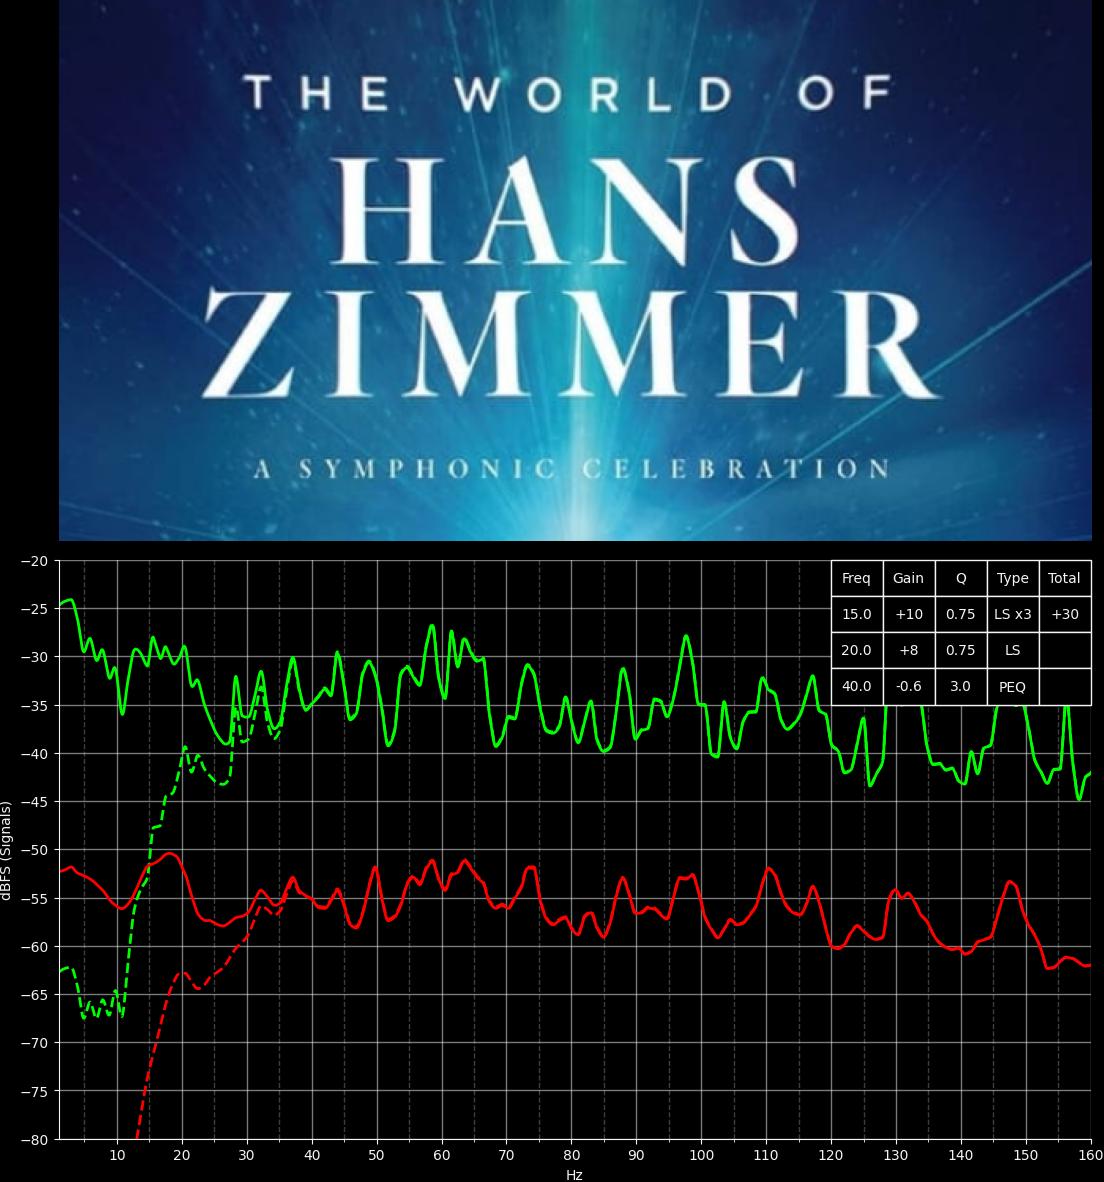 THE WORLD OF
HANS
ZIMMER
A SYMPHONIC CELEBRATION
Freq Gain Q Type Total
15.0 +10 0.75 LS x3 +30
20.0 +8 0.75 LS
40.0 -0.6 3.0 PEQ
−20
−25
−30
−35
−40
−45
−50
−55
−60
−65
−70
−75
−80
dBFS (Signals)
10 20 30 40 50 60 70 80 90 100 110 120 130 140 150 160
Hz